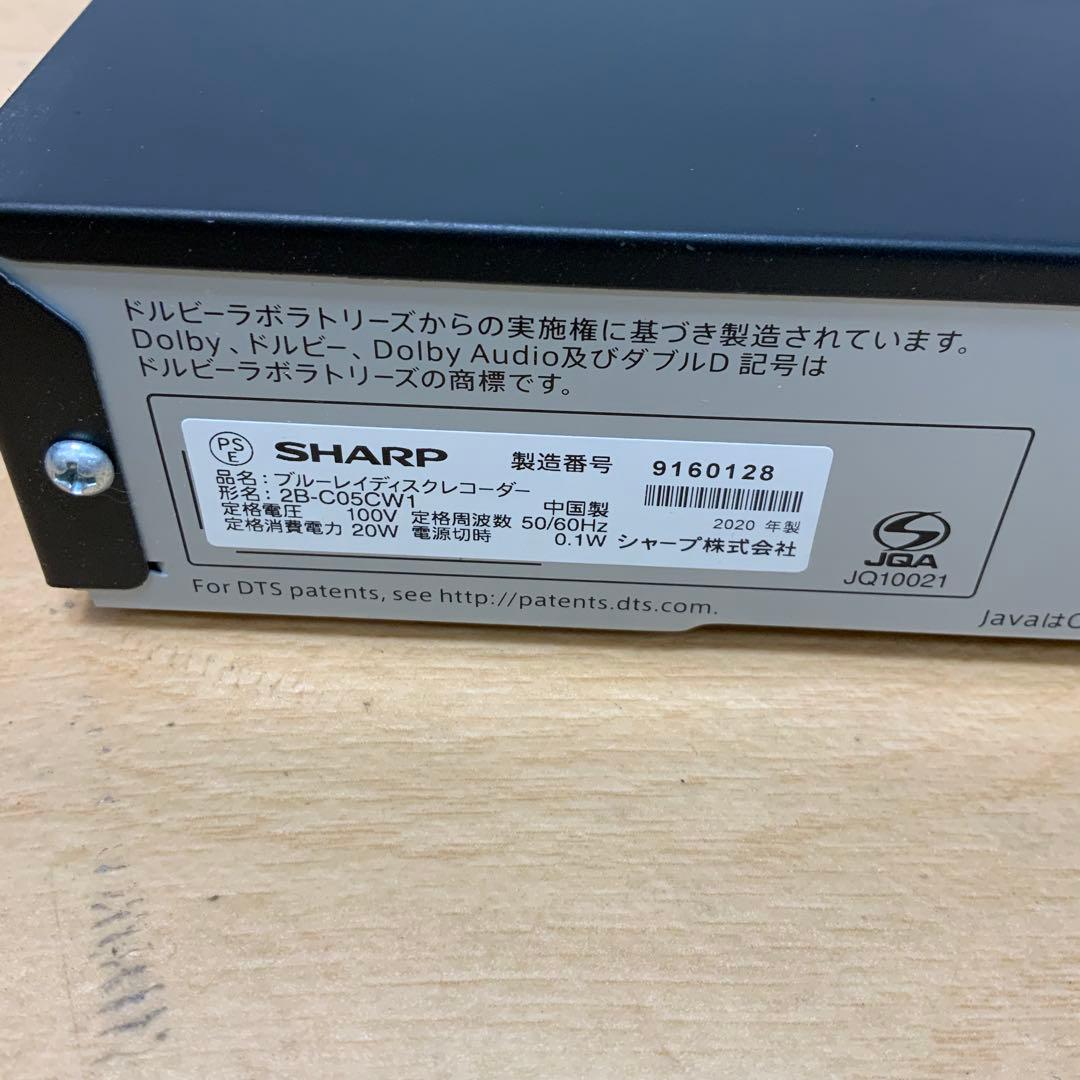 ドルビーラボラトリーズからの実施権に基づき製造されています。
Dolby、ドルビー、Dolby Audio及びダブルD 記号は
ドルビーラボラトリーズの商標です。
PS
E
SHARP 製造番号 9160128
品名：ブルーレイディスクレコーダー
形名：2B-C05CW1 中国製 2020 年製
定格電圧 100V 定格周波数 50/60Hz
定格消費電力 20W 電源切時 0.1W シャープ株式会社
JQA
JQ10021
For DTS patents, see http://patents.dts.com.
Javaは